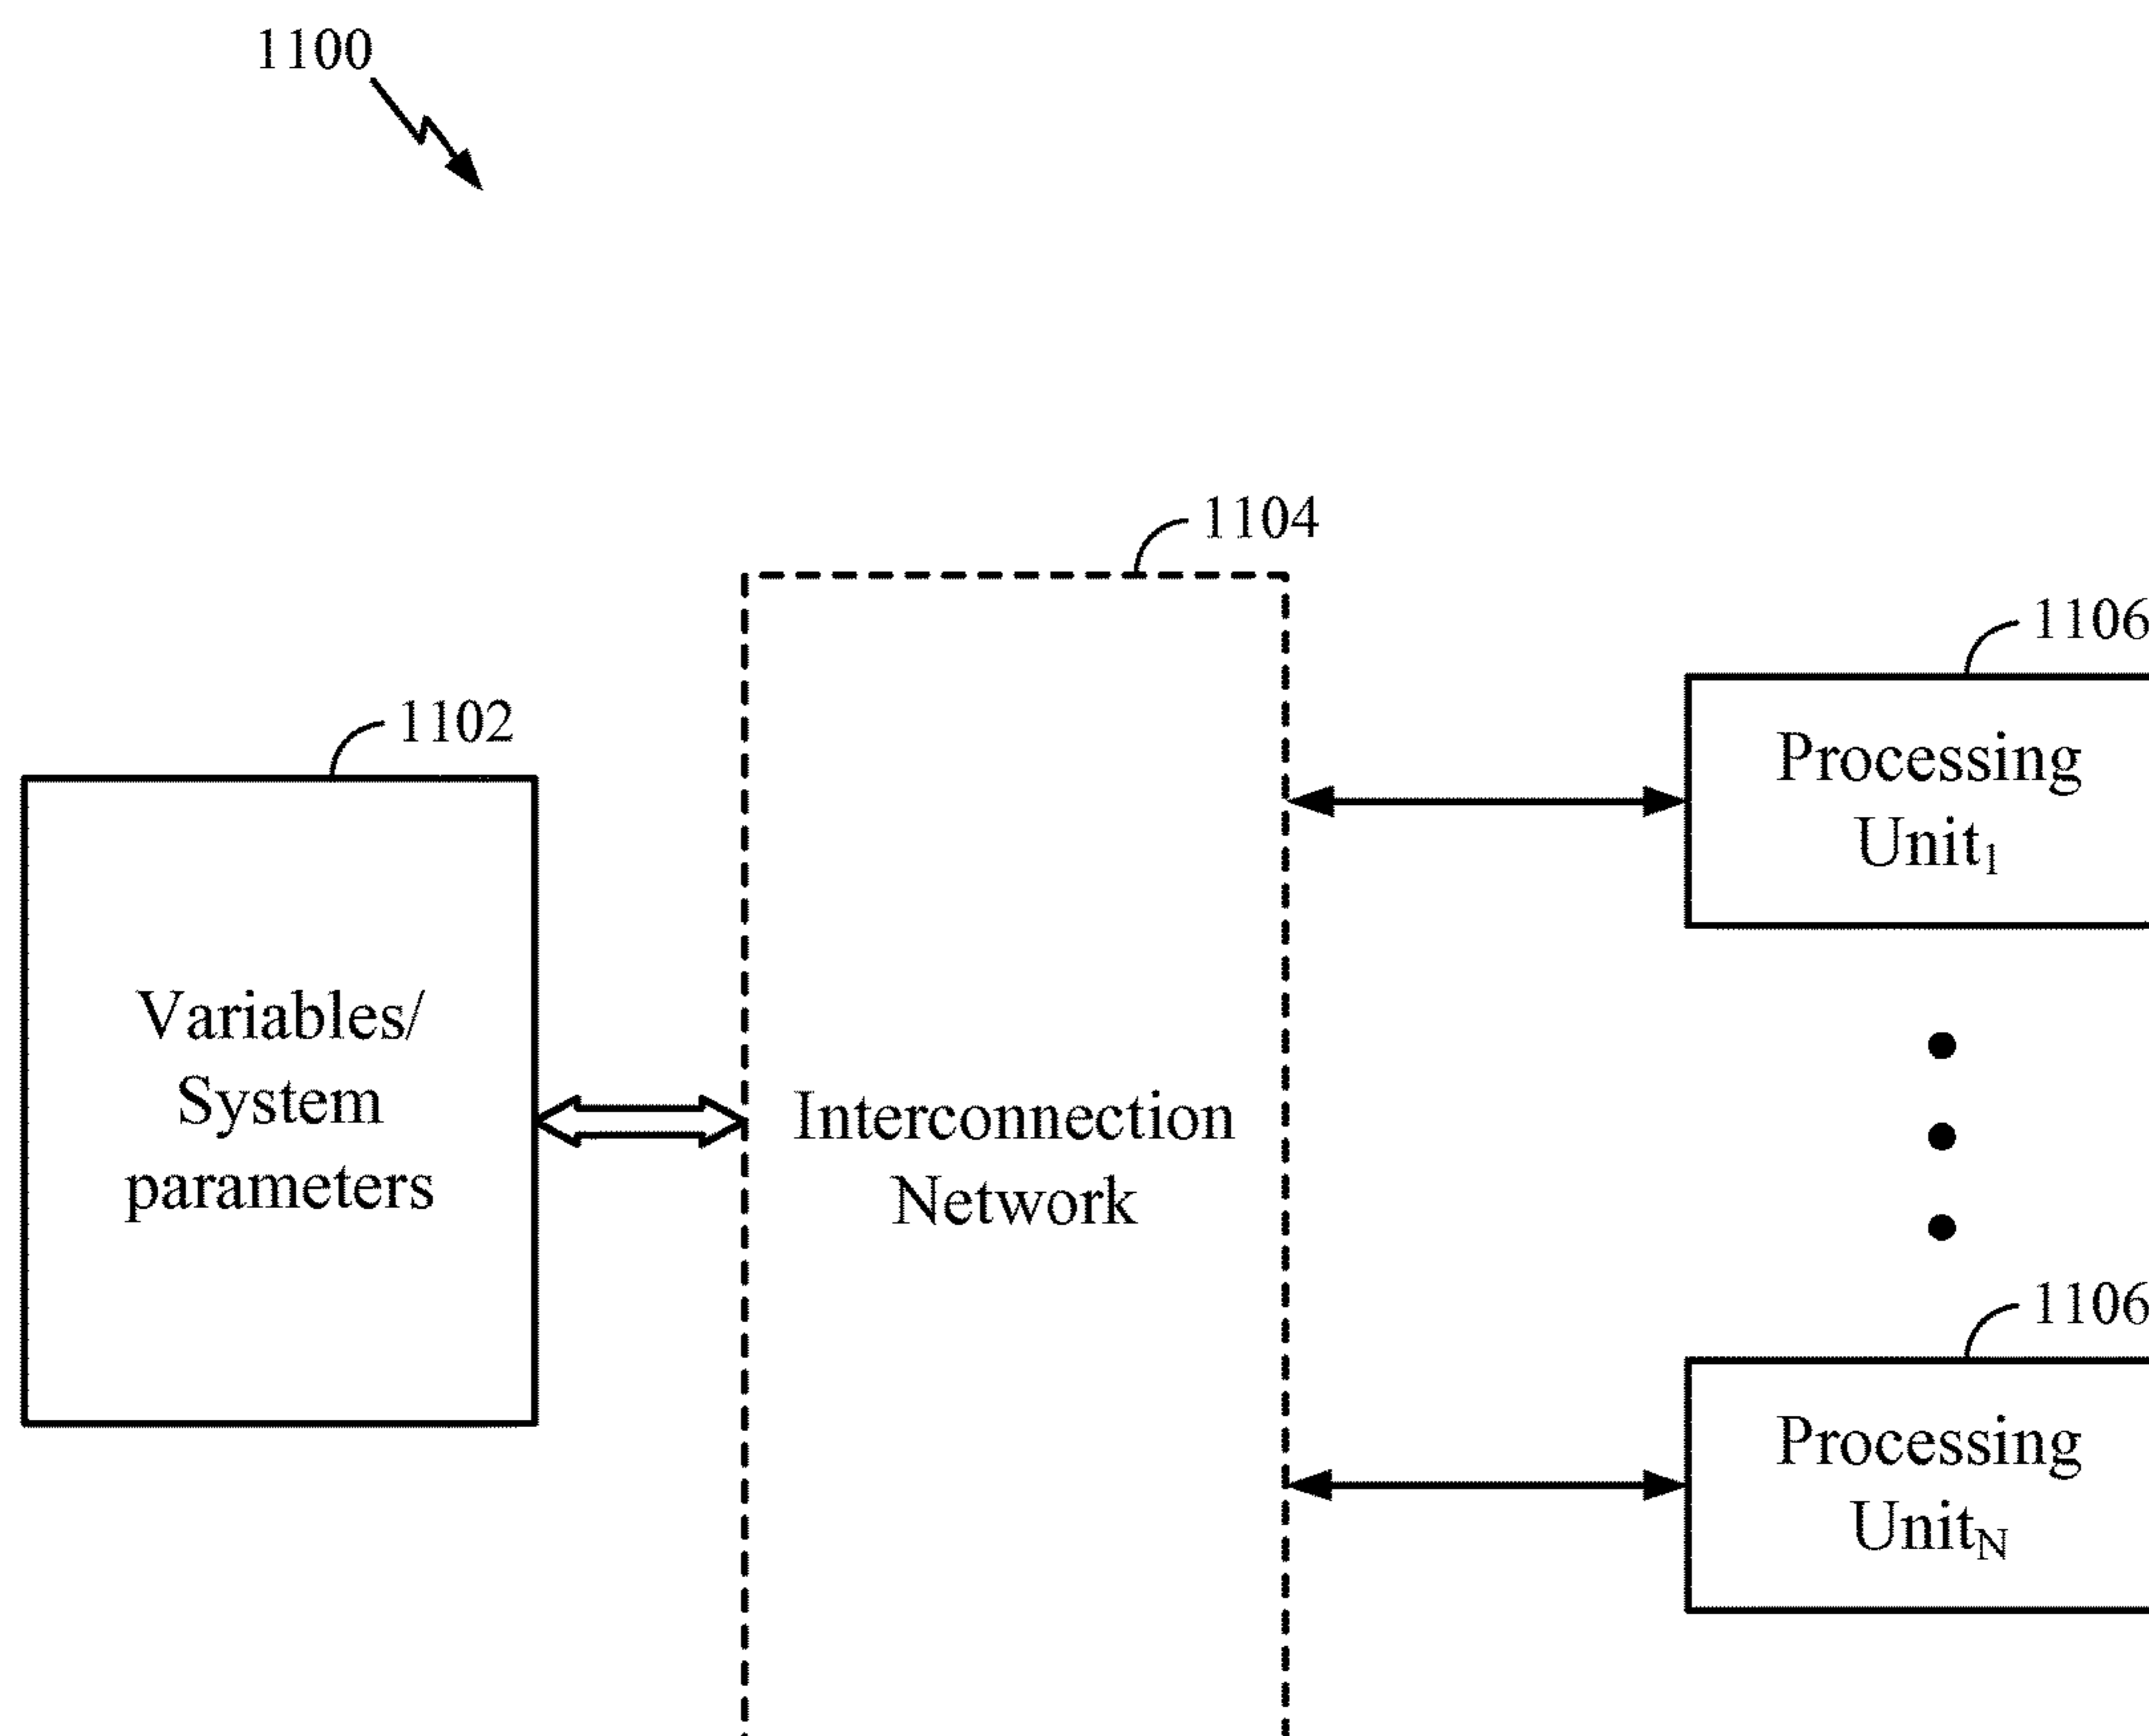 1100
1104
1106
1102
Processing
Unit1
Variables/
System
parameters
Interconnection
Network
1106
Processing
UnitN